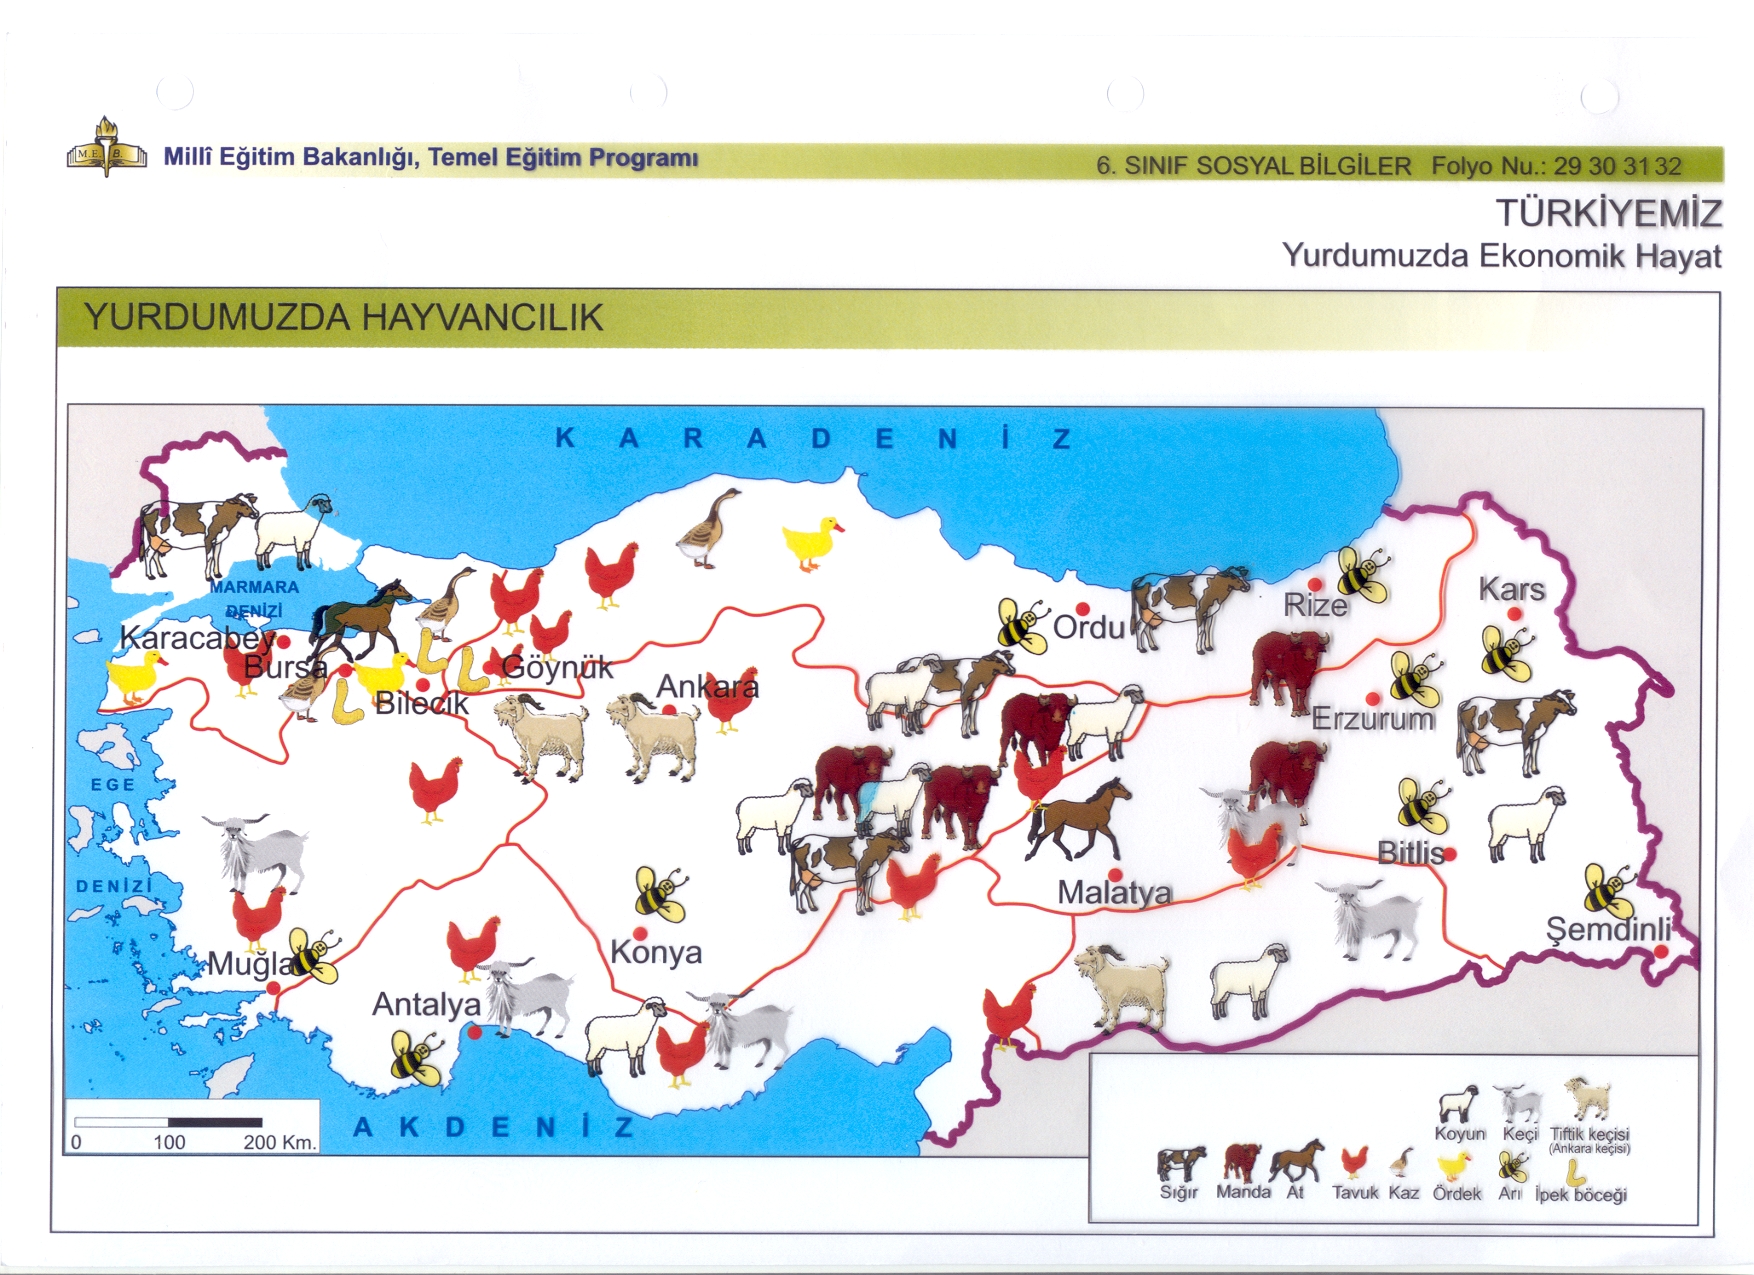 M.E. B.
Millî Eğitim Bakanlığı, Temel Eğitim Programı
6. SINIF SOSYAL BİLGİLER Folyo Nu.: 29 30 31 32
TÜRKİYEMİZ
Yurdumuzda Ekonomik Hayat
YURDUMUZDA HAYVANCILIK
KARADENİZ
MARMARA
DENİZİ
Karacabey
Bursa
Bilecik
Göynük
Ankara
Ordu
Rize
Kars
Erzurum
EGE
DENİZİ
Malatya
Bitlis
Şemdinli
Konya
Muğla
Antalya
AKDENİZ
0 100 200 Km.
Koyun Keçi Tiftik keçisi
(Ankara keçisi)
Sığır Manda At Tavuk Kaz Ördek Arı İpek böceği